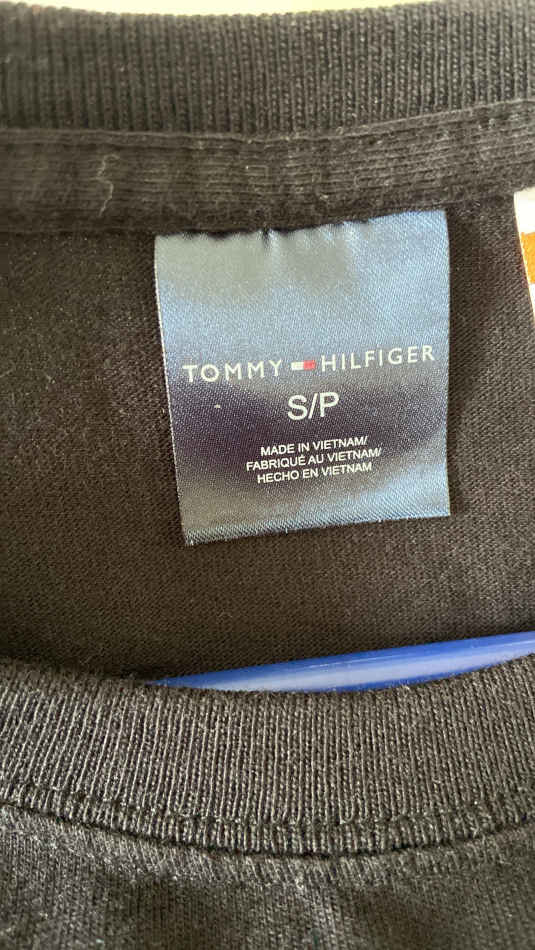 TOMMY HILFIGER
S/P
MADE IN VIETNAM/
FABRIQUÉ AU VIETNAM/
HECHO EN VIETNAM